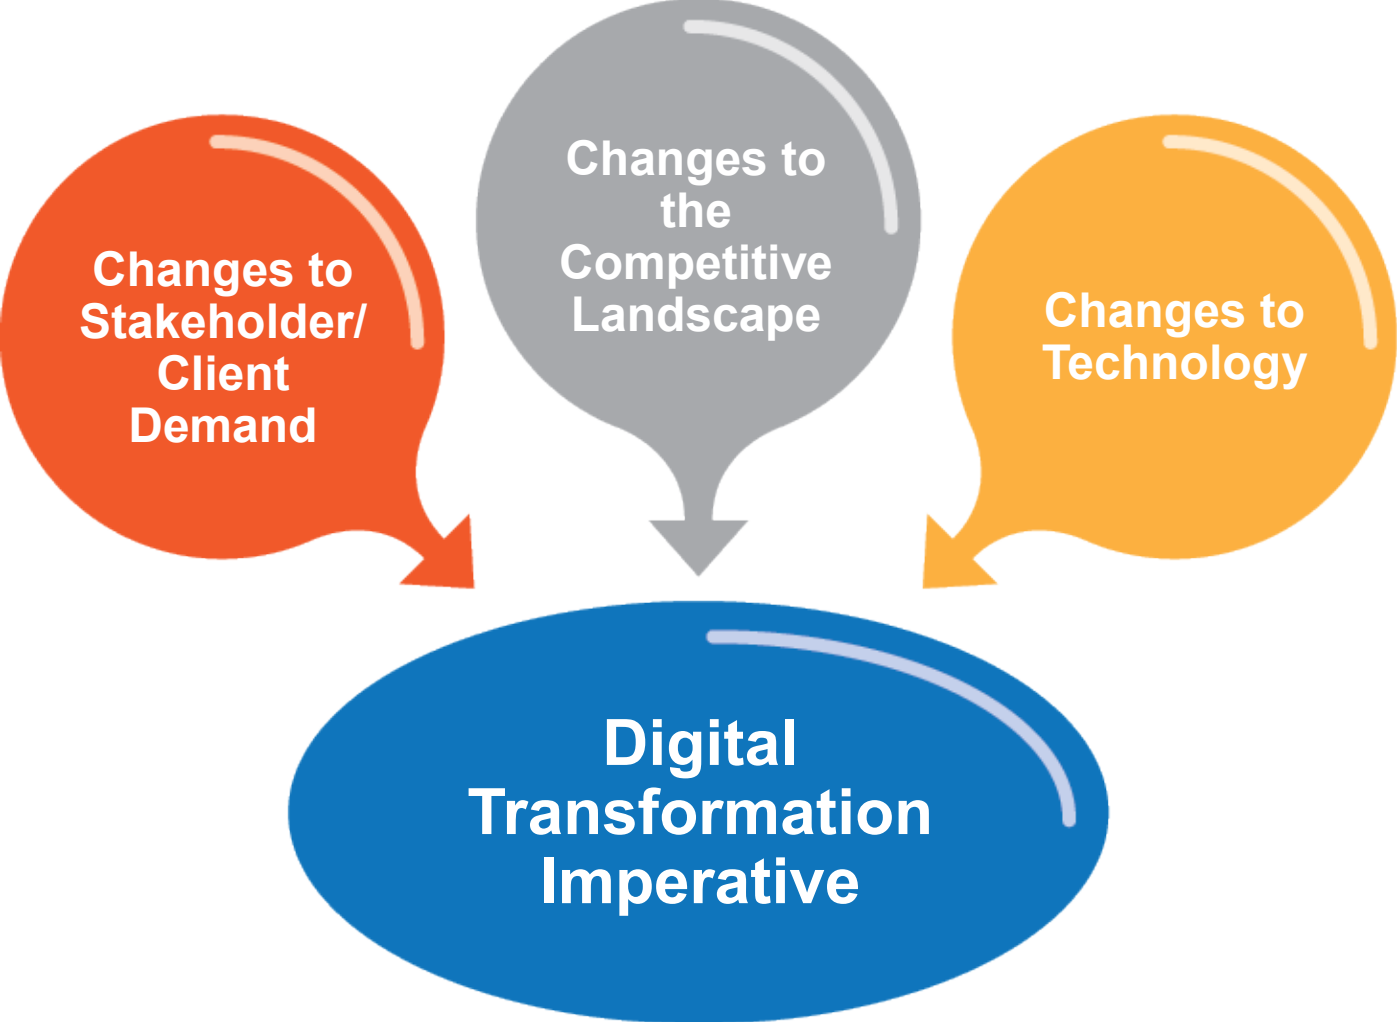 Changes to
Stakeholder/
Client
Demand
Changes to
the
Competitive
Landscape
Changes to
Technology
Digital
Transformation
Imperative